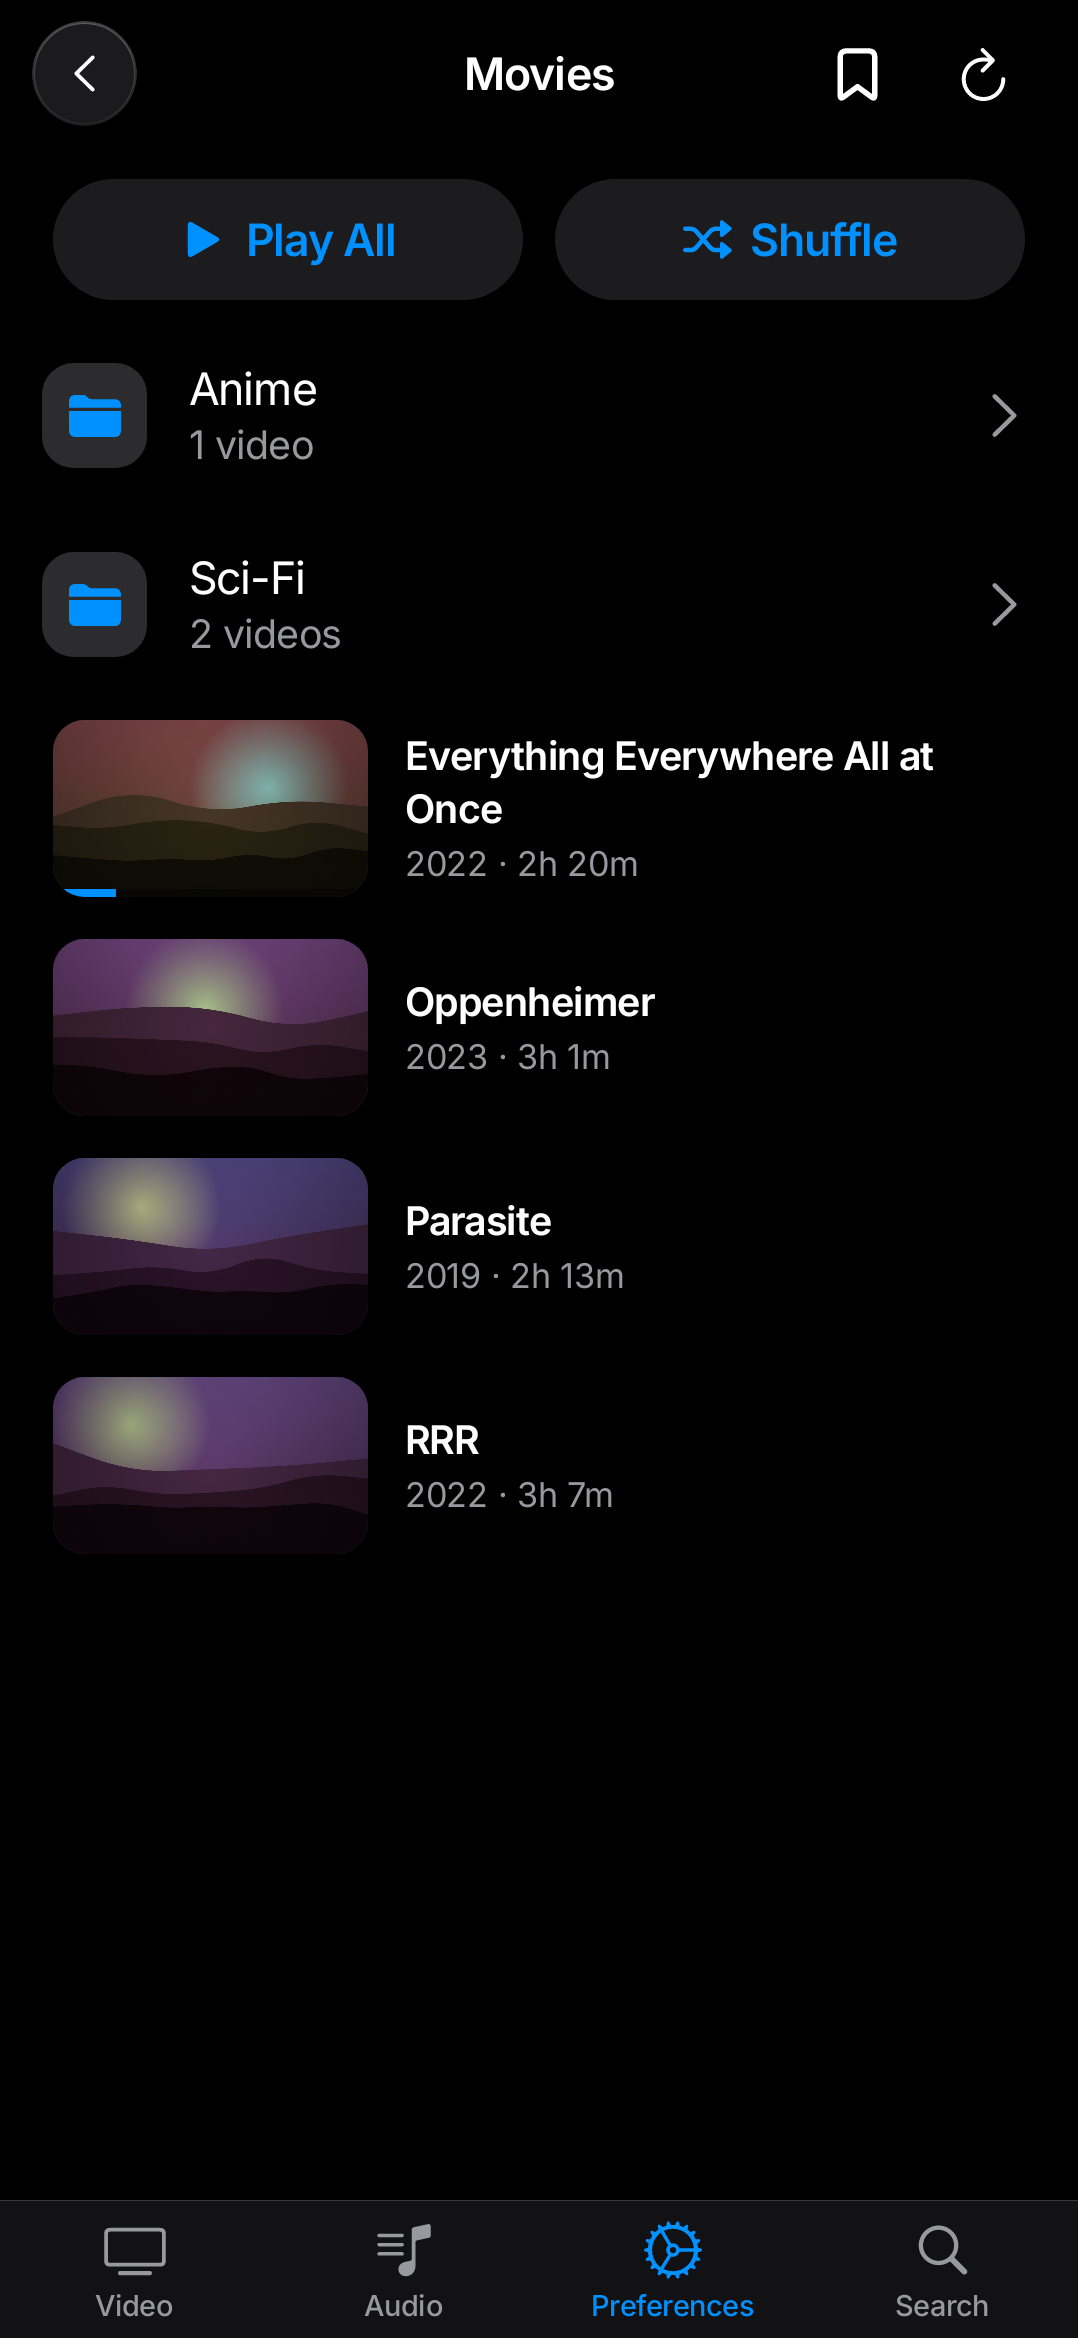 Movies
Play All
Shuffle
Anime
1 video
Sci-Fi
2 videos
Everything Everywhere All at
Once
2022 · 2h 20m
Oppenheimer
2023 · 3h 1m
Parasite
2019 · 2h 13m
RRR
2022 · 3h 7m
Video
Audio
Preferences
Search